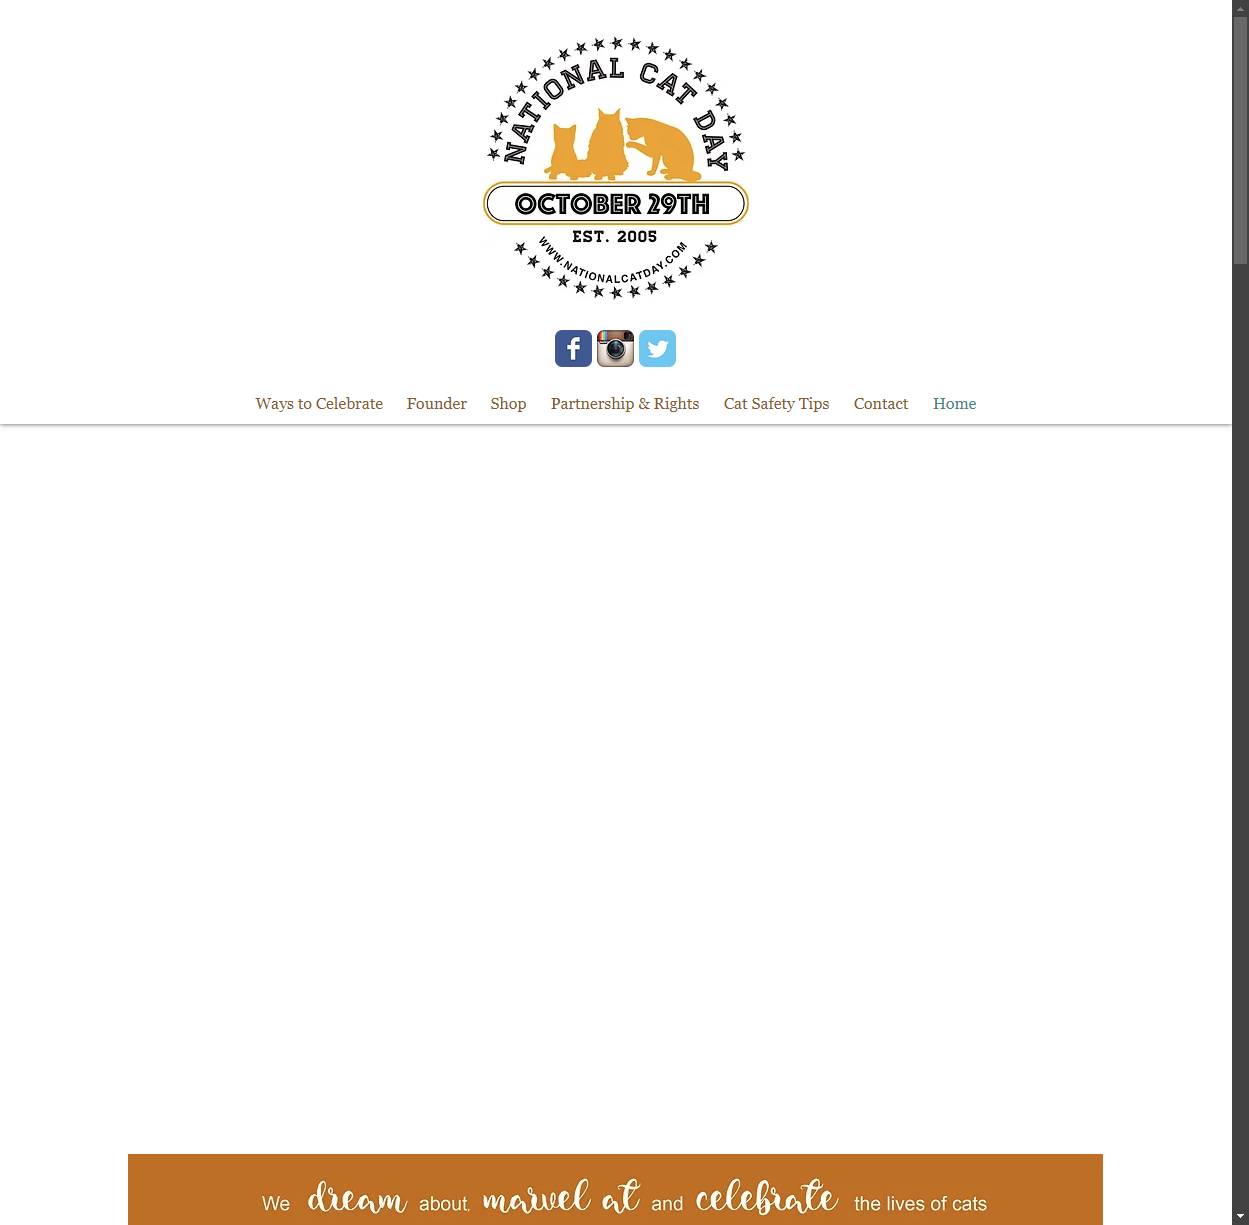 NATIONAL CAT DAY
OCTOBER 29TH
EST. 2005
WWW.NATIONALCATDAY.COM
Ways to Celebrate Founder Shop Partnership & Rights Cat Safety Tips Contact Home
We dream about, marvel at and celebrate the lives of cats